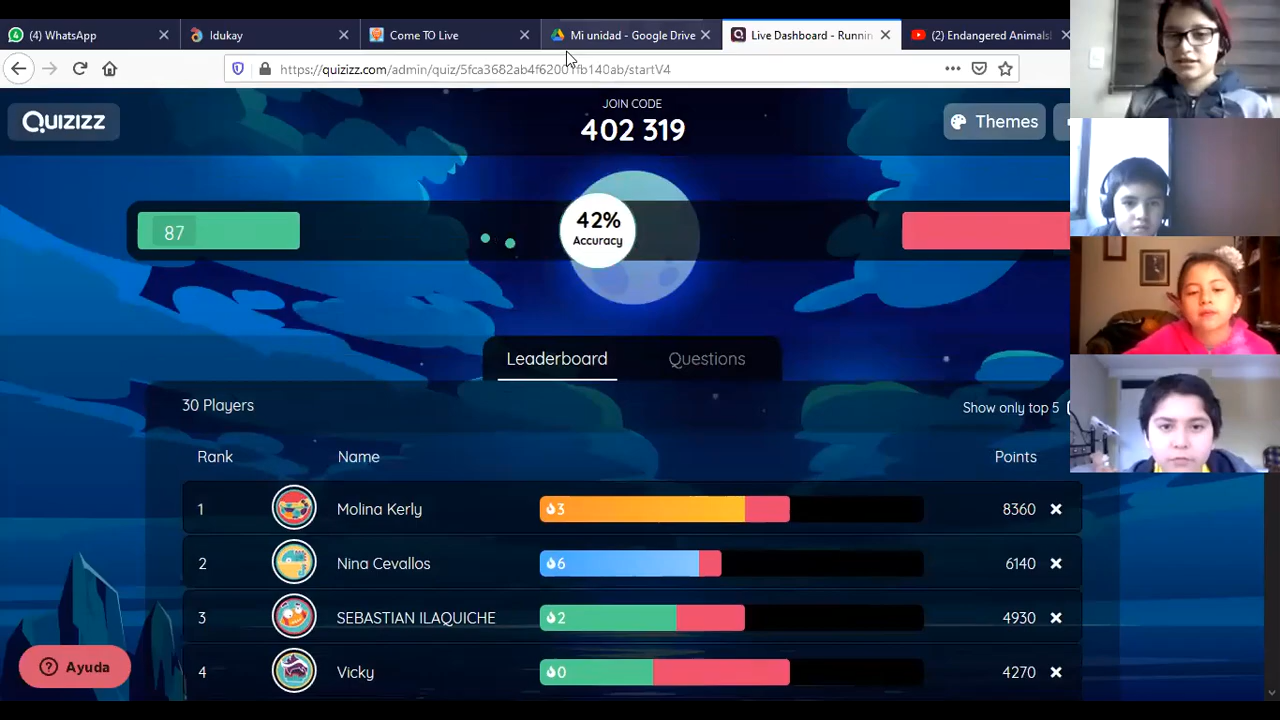 (4) WhatsApp
Idukay
Come TO Live
Mi unidad - Google Drive
Live Dashboard - Runnin
(2) Endangered Animals
https://quizizz.com/admin/quiz/5fca3682ab4f62001fb140ab/startV4
Quizizz
JOIN CODE
402 319
Themes
87
42%
Accuracy
Leaderboard
Questions
30 Players
Show only top 5
Rank Name Points
1 Molina Kerly 3 8360
2 Nina Cevallos 6 6140
3 SEBASTIAN ILAQUICHE 2 4930
4 Vicky 0 4270
Ayuda